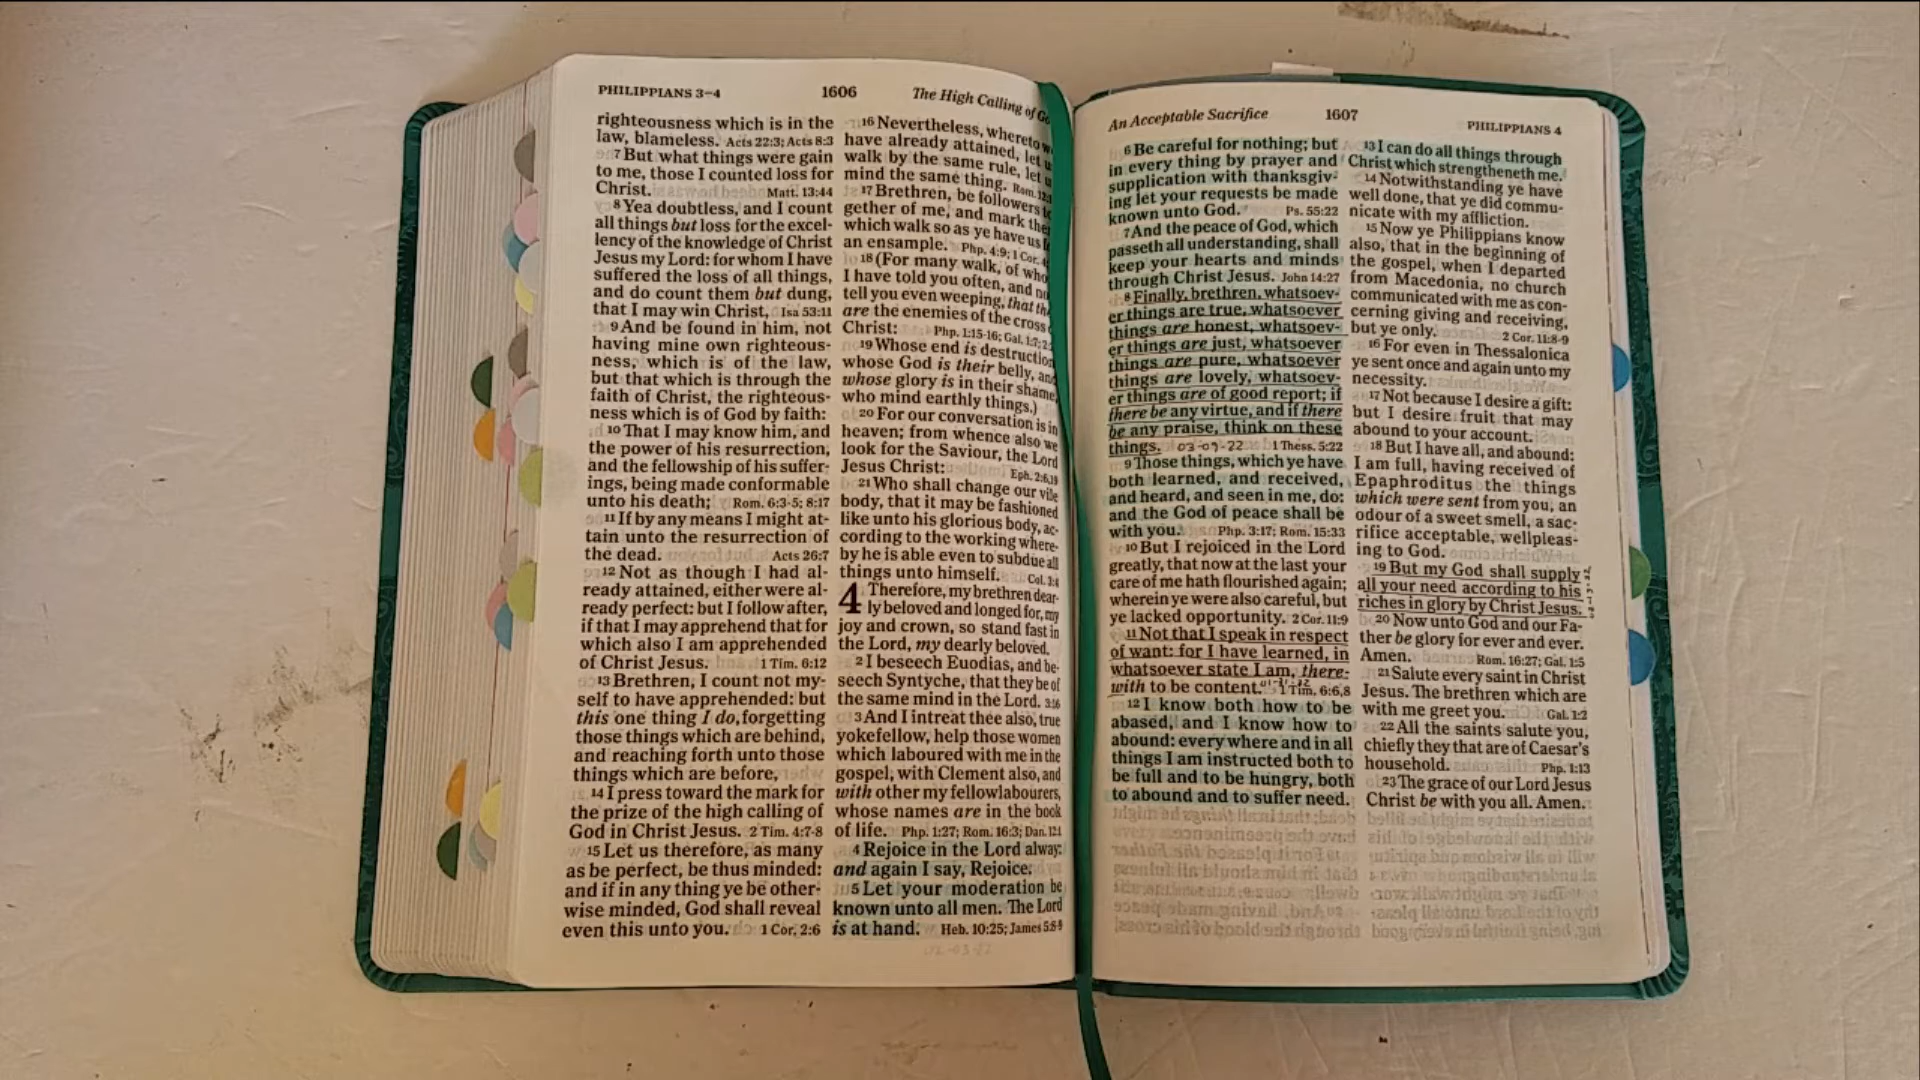 PHILIPPIANS 3–4
1606
The High Calling of
righteousness which is in the
law, blameless. Acts 22:3; Acts 8:3
7 But what things were gain
to me, those I counted loss for
Christ. Matt. 13:44
8 Yea doubtless, and I count
all things but loss for the excel-
lency of the knowledge of Christ
Jesus my Lord: for whom I have
suffered the loss of all things,
and do count them but dung,
that I may win Christ, Isa 53:11
9 And be found in him, not
having mine own righteous-
ness, which is of the law,
but that which is through the
faith of Christ, the righteous-
ness which is of God by faith:
10 That I may know him, and
the power of his resurrection,
and the fellowship of his suffer-
ings, being made conformable
unto his death; Rom. 6:3-5; 8:17
11 If by any means I might at-
tain unto the resurrection of
the dead. Acts 26:7
12 Not as though I had al-
ready attained, either were al-
ready perfect: but I follow after,
if that I may apprehend that for
which also I am apprehended
of Christ Jesus. 1 Tim. 6:12
13 Brethren, I count not my-
self to have apprehended: but
this one thing I do, forgetting
those things which are behind,
and reaching forth unto those
things which are before,
14 I press toward the mark for
the prize of the high calling of
God in Christ Jesus. 2 Tim. 4:7-8
15 Let us therefore, as many
as be perfect, be thus minded:
and if in any thing ye be other-
wise minded, God shall reveal
even this unto you. 1 Cor. 2:6
16 Nevertheless, whereto
have already attained, let
walk by the same rule, let
mind the same thing. Rom.
17 Brethren, be followers
gether of me, and mark
which walk so as ye have us
an ensample. Php. 4:9; 1 Cor.
18 (For many walk, of
I have told you often, and
tell you even weeping, that
are the enemies of the cross
Christ: Php. 1:15-16; Gal. 1:7;
19 Whose end is
whose God is their belly, and
whose glory is in their shame,
who mind earthly things.)
20 For our conversation is in
heaven; from whence also we
look for the Saviour, the Lord
Jesus Christ: Eph. 2:6,19
21 Who shall change our vile
body, that it may be fashioned
like unto his glorious body, ac-
cording to the working where-
by he is able even to subdue all
things unto himself. Col. 3:4
4 Therefore, my brethren dear-
ly beloved and longed for, my
joy and crown, so stand fast in
the Lord, my dearly beloved.
2 I beseech Euodias, and be-
seech Syntyche, that they be of
the same mind in the Lord. 3:16
3 And I intreat thee also, true
yokefellow, help those women
which laboured with me in the
gospel, with Clement also, and
with other my fellowlabourers,
whose names are in the book
of life. Php. 1:27; Rom. 16:3; Dan. 12:1
4 Rejoice in the Lord alway:
and again I say, Rejoice.
5 Let your moderation be
known unto all men. The Lord
is at hand. Heb. 10:25; James 5:8-9
An Acceptable Sacrifice
1607
PHILIPPIANS 4
6 Be careful for nothing; but
in every thing by prayer and
supplication with thanksgiv-
ing let your requests be made
known unto God. Ps. 55:22
7 And the peace of God, which
passeth all understanding, shall
keep your hearts and minds
through Christ Jesus. John 14:27
8 Finally, brethren, whatsoev-
er things are true, whatsoever
things are honest, whatsoev-
er things are just, whatsoever
things are pure, whatsoever
things are lovely, whatsoev-
er things are of good report; if
there be any virtue, and if there
be any praise, think on these
things. 03-07-22 1 Thess. 5:22
9 Those things, which ye have
both learned, and received,
and heard, and seen in me, do:
and the God of peace shall be
with you. Php. 3:17; Rom. 15:33
10 But I rejoiced in the Lord
greatly, that now at the last your
care of me hath flourished again;
wherein ye were also careful, but
ye lacked opportunity. 2 Cor. 11:9
11 Not that I speak in respect
of want: for I have learned, in
whatsoever state I am, there-
with to be content. 1 Tim. 6:6,8
12 I know both how to be
abased, and I know how to
abound: every where and in all
things I am instructed both to
be full and to be hungry, both
to abound and to suffer need.
13 I can do all things through
Christ which strengtheneth me.
14 Notwithstanding ye have
well done, that ye did commu-
nicate with my affliction.
15 Now ye Philippians know
also, that in the beginning of
the gospel, when I departed
from Macedonia, no church
communicated with me as con-
cerning giving and receiving,
but ye only. 2 Cor. 11:8-9
16 For even in Thessalonica
ye sent once and again unto my
necessity.
17 Not because I desire a gift:
but I desire fruit that may
abound to your account.
18 But I have all, and abound:
I am full, having received of
Epaphroditus the things
which were sent from you, an
odour of a sweet smell, a sac-
rifice acceptable, wellpleas-
ing to God.
19 But my God shall supply
all your need according to his
riches in glory by Christ Jesus.
20 Now unto God and our Fa-
ther be glory for ever and ever.
Amen. Rom. 16:27; Gal. 1:5
21 Salute every saint in Christ
Jesus. The brethren which are
with me greet you. Gal. 1:2
22 All the saints salute you,
chiefly they that are of Caesar's
household. Php. 1:13
23 The grace of our Lord Jesus
Christ be with you all. Amen.